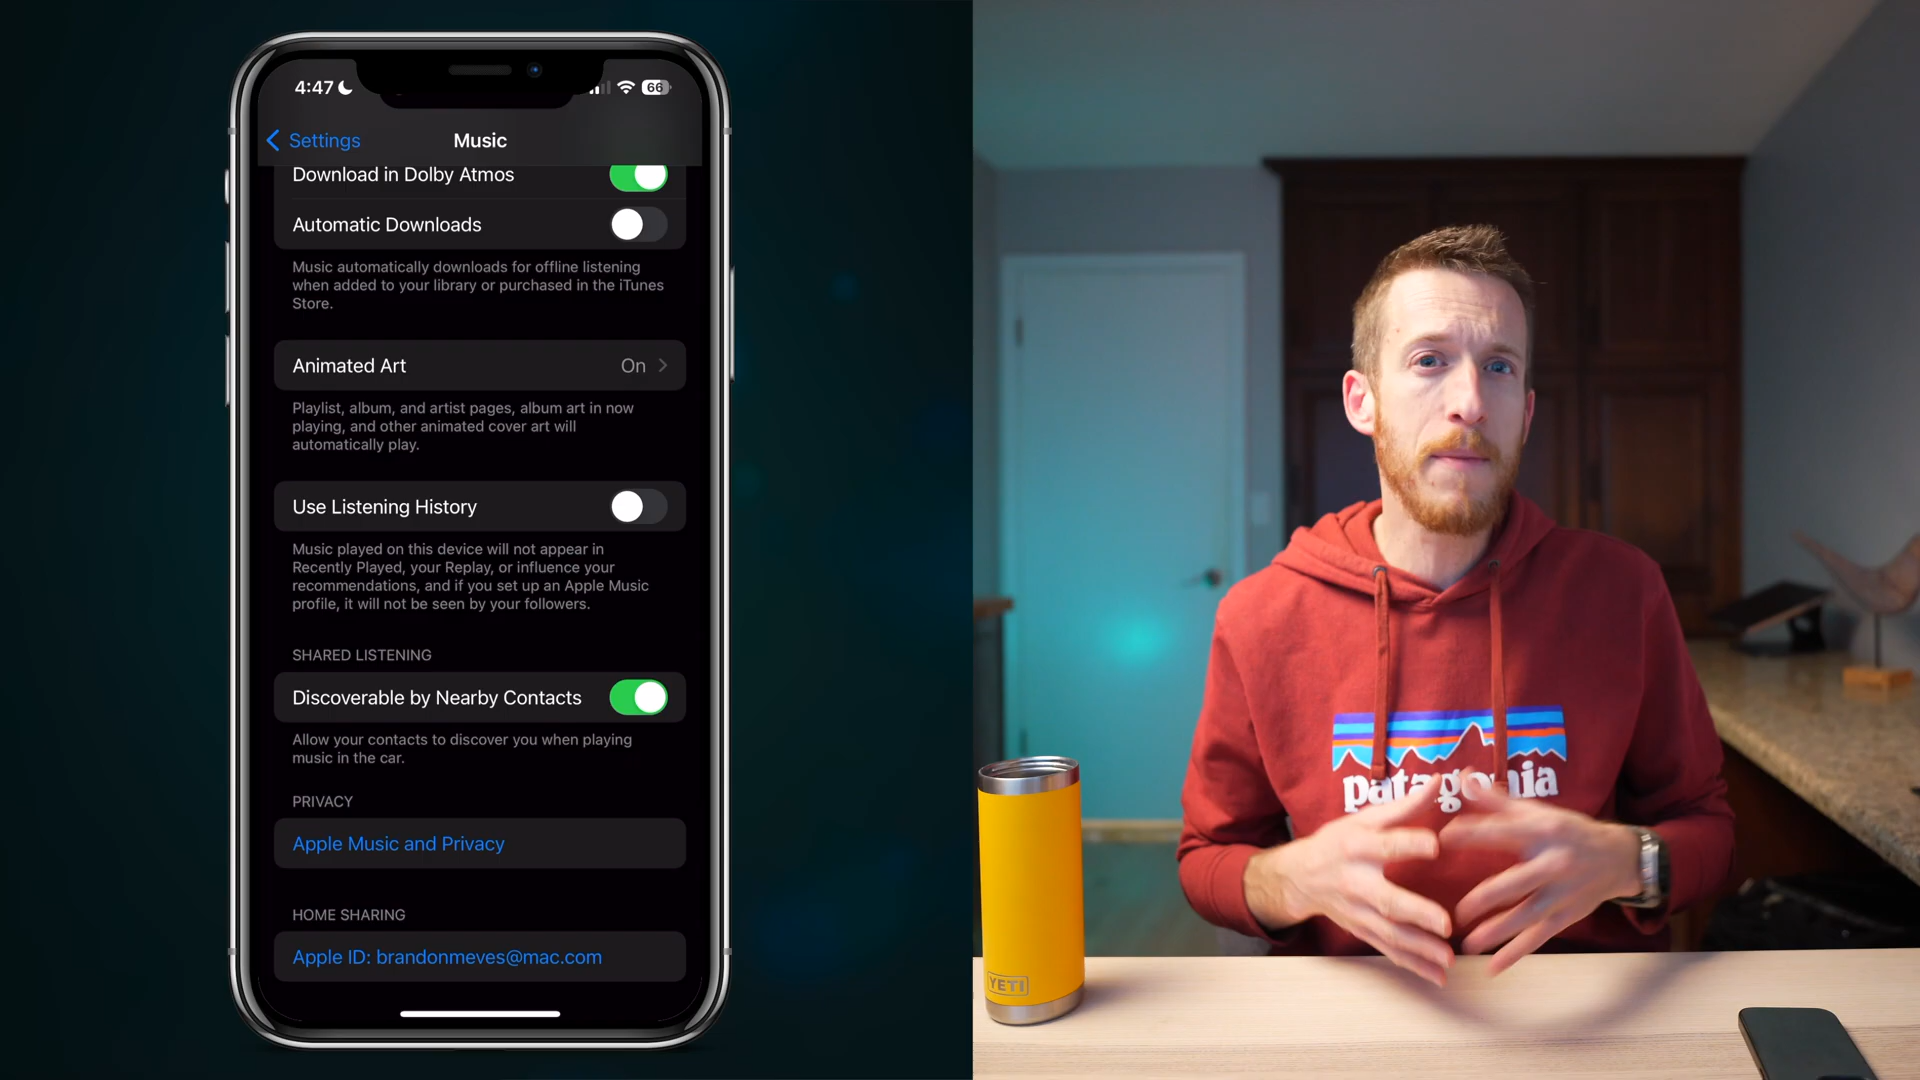 4:47
66
Settings
Music
Download in Dolby Atmos
Automatic Downloads
Music automatically downloads for offline listening
when added to your library or purchased in the iTunes
Store.
Animated Art
On
Playlist, album, and artist pages, album art in now
playing, and other animated cover art will
automatically play.
Use Listening History
Music played on this device will not appear in
Recently Played, your Replay, or influence your
recommendations, and if you set up an Apple Music
profile, it will not be seen by your followers.
SHARED LISTENING
Discoverable by Nearby Contacts
Allow your contacts to discover you when playing
music in the car.
PRIVACY
Apple Music and Privacy
HOME SHARING
Apple ID: brandonmeves@mac.com
patagonia
YETI